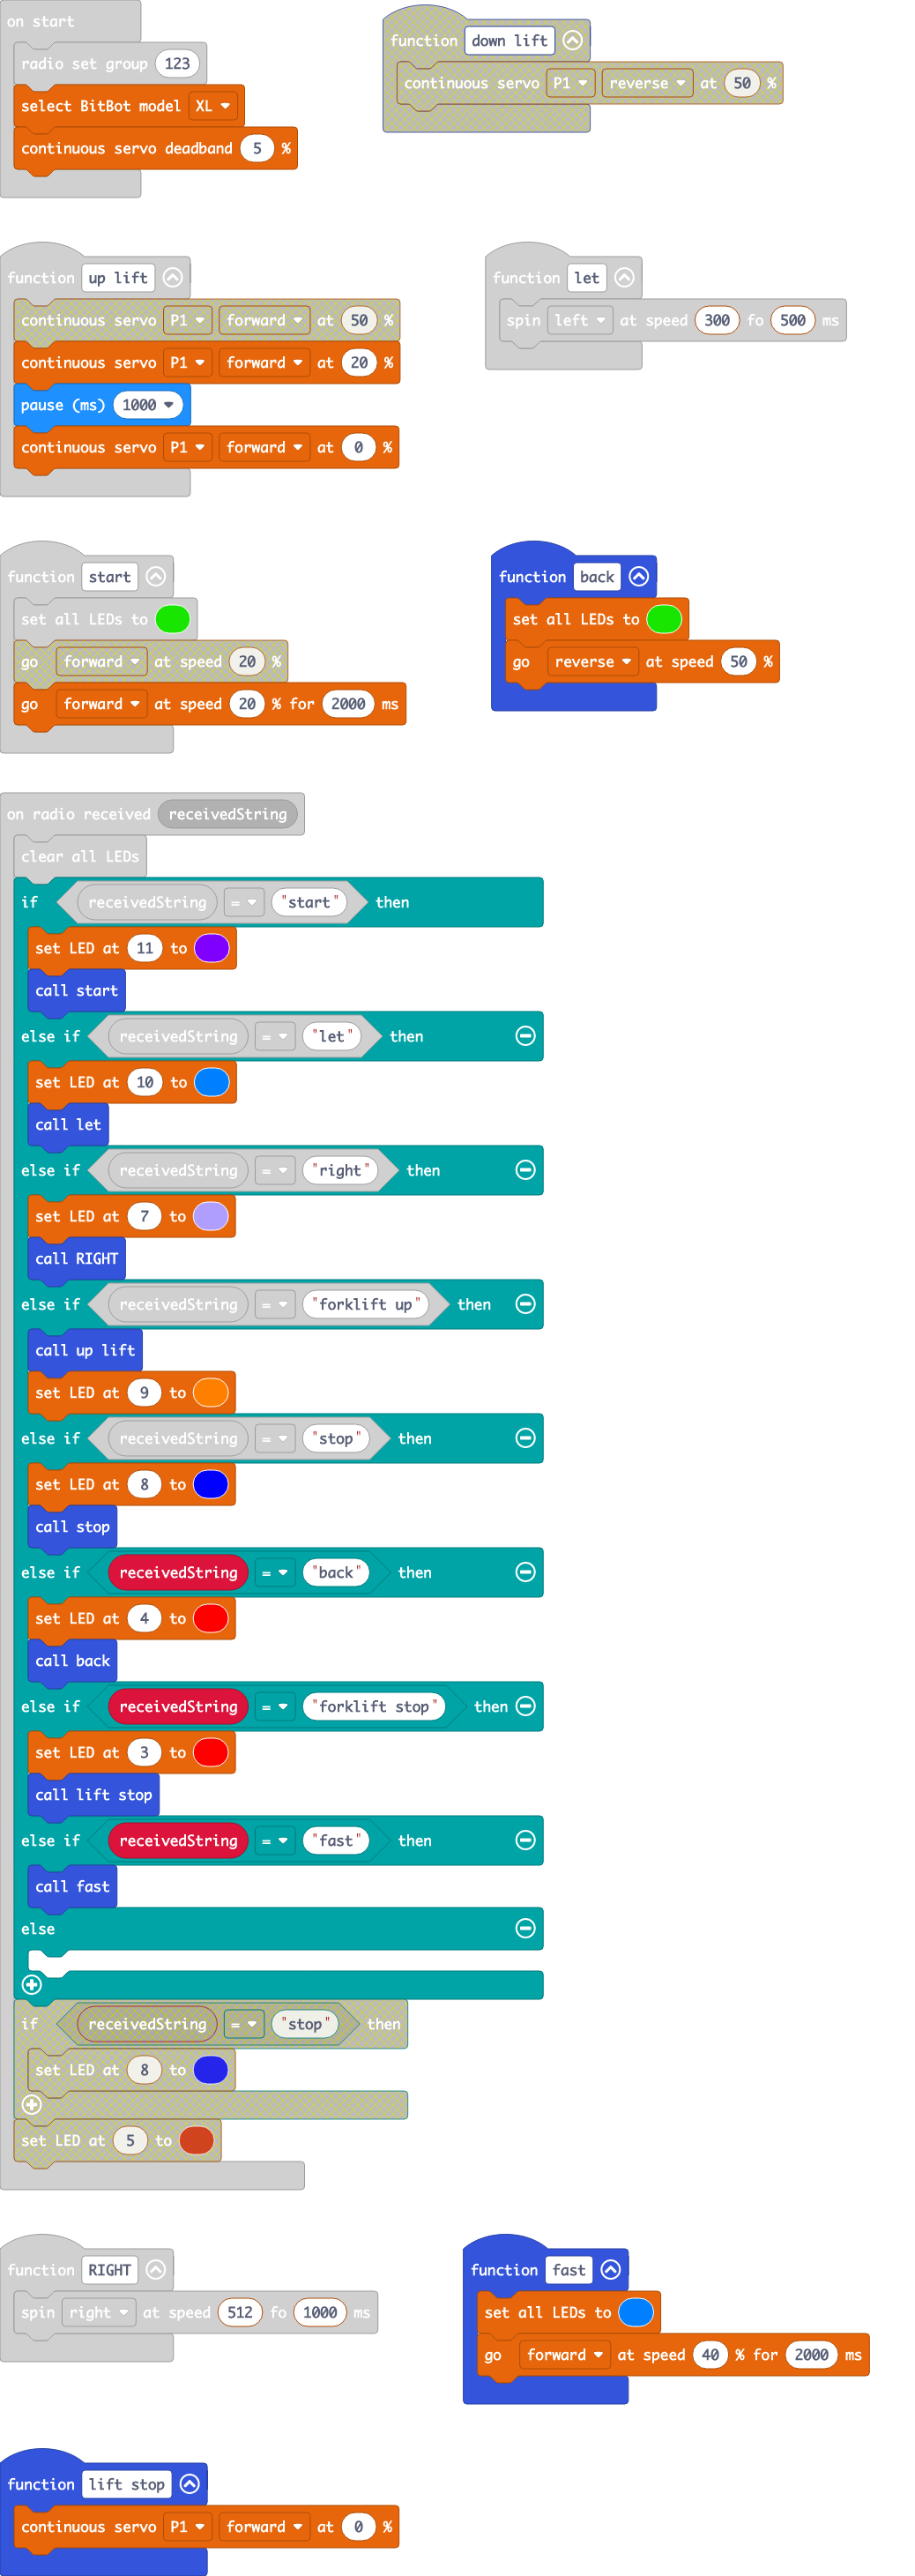 on start
radio set group 123
select BitBot model XL
continuous servo deadband 5 %
function down lift
continuous servo P1 reverse at 50 %
function up lift
continuous servo P1 forward at 50 %
continuous servo P1 forward at 20 %
pause (ms) 1000
continuous servo P1 forward at 0 %
function let
spin left at speed 300 fo 500 ms
function start
set all LEDs to
go forward at speed 20 %
go forward at speed 20 % for 2000 ms
function back
set all LEDs to
go reverse at speed 50 %
on radio received receivedString
clear all LEDs
if receivedString = "start" then
set LED at 11 to
call start
else if receivedString = "let" then
set LED at 10 to
call let
else if receivedString = "right" then
set LED at 7 to
call RIGHT
else if receivedString = "forklift up" then
call up lift
set LED at 9 to
else if receivedString = "stop" then
set LED at 8 to
call stop
else if receivedString = "back" then
set LED at 4 to
call back
else if receivedString = "forklift stop" then
set LED at 3 to
call lift stop
else if receivedString = "fast" then
call fast
else
if receivedString = "stop" then
set LED at 8 to
set LED at 5 to
function RIGHT
spin right at speed 512 fo 1000 ms
function fast
set all LEDs to
go forward at speed 40 % for 2000 ms
function lift stop
continuous servo P1 forward at 0 %